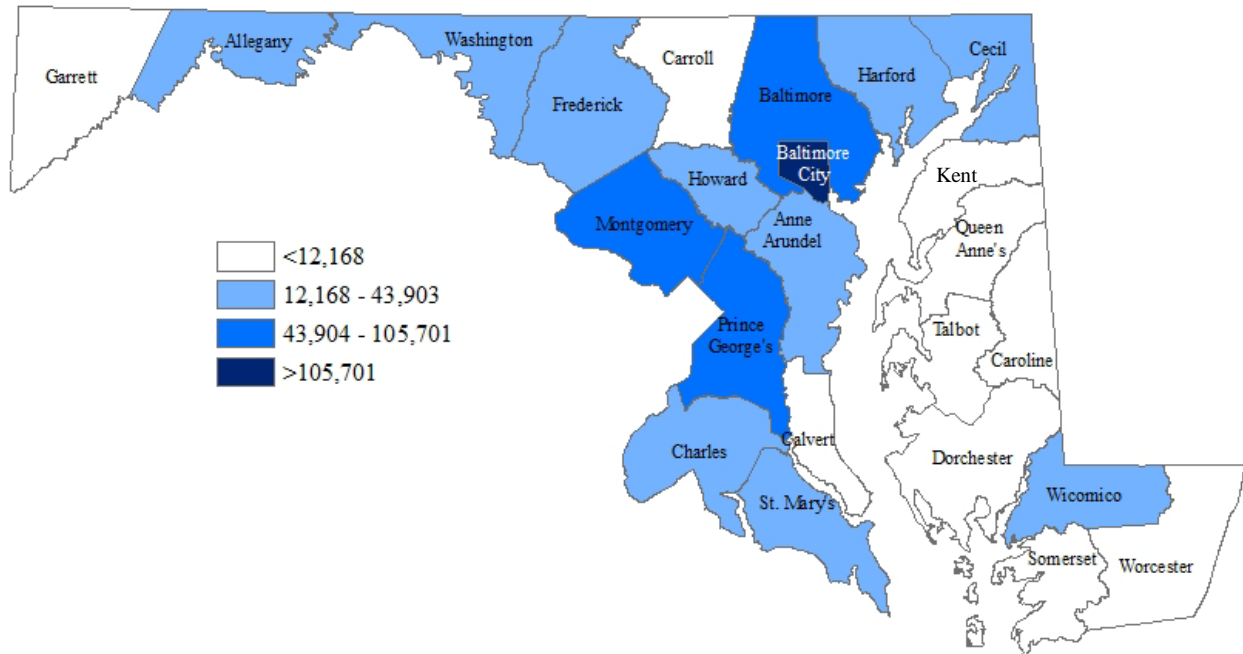 Garrett
Allegany
Washington
Frederick
Carroll
Baltimore
Harford
Cecil
Baltimore
City
Howard
Montgomery
Anne
Arundel
Kent
Queen
Anne's
Prince
George's
Talbot
Caroline
Calvert
Charles
St. Mary's
Dorchester
Wicomico
Somerset
Worcester
<12,168
12,168 - 43,903
43,904 - 105,701
>105,701